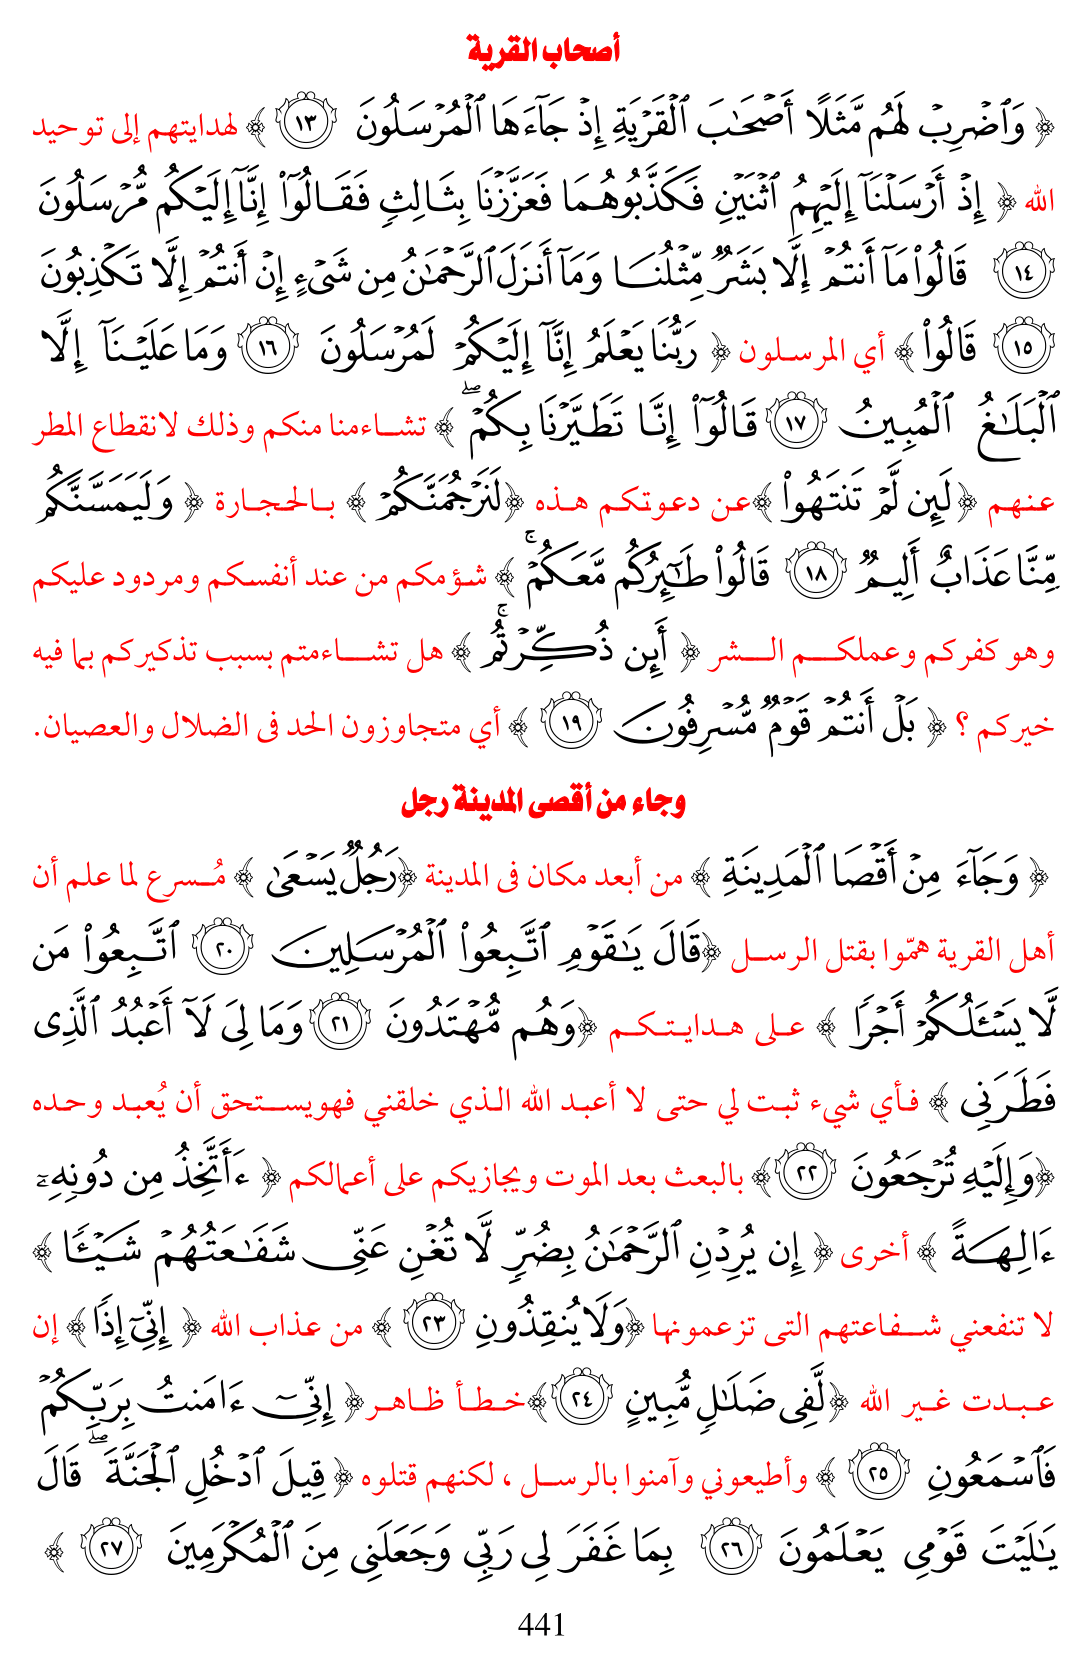 أصحاب القرية
﴿ وَٱضْرِبْ لَهُم مَّثَلًا أَصْحَٰبَ ٱلْقَرْيَةِ إِذْ جَآءَهَا ٱلْمُرْسَلُونَ ١٣ ﴾ لهدايتهم إلى توحيد
الله ﴿ إِذْ أَرْسَلْنَآ إِلَيْهِمُ ٱثْنَيْنِ فَكَذَّبُوهُمَا فَعَزَّزْنَا بِثَالِثٍ فَقَالُوٓا۟ إِنَّآ إِلَيْكُم مُّرْسَلُونَ
١٤ قَالُوا۟ مَآ أَنتُمْ إِلَّا بَشَرٌ مِّثْلُنَا وَمَآ أَنزَلَ ٱلرَّحْمَٰنُ مِن شَىْءٍ إِنْ أَنتُمْ إِلَّا تَكْذِبُونَ
١٥ قَالُوا۟ ﴾ أي المرسلون ﴿ رَبُّنَا يَعْلَمُ إِنَّآ إِلَيْكُمْ لَمُرْسَلُونَ ١٦ وَمَا عَلَيْنَآ إِلَّا
ٱلْبَلَٰغُ ٱلْمُبِينُ ١٧ قَالُوٓا۟ إِنَّا تَطَيَّرْنَا بِكُمْ ۖ ﴾ تشاءمنا منكم وذلك لانقطاع المطر
عنهم ﴿ لَئِن لَّمْ تَنتَهُوا۟ ﴾ عن دعوتكم هذه ﴿ لَنَرْجُمَنَّكُمْ ﴾ بالحجارة ﴿ وَلَيَمَسَّنَّكُم
مِّنَّا عَذَابٌ أَلِيمٌ ١٨ قَالُوا۟ طَٰٓئِرُكُم مَّعَكُمْ ۚ ﴾ شؤمكم من عند أنفسكم ومردود عليكم
وهو كفركم وعملكم الشر ﴿ أَئِن ذُكِّرْتُم ۚ ﴾ هل تشاءمتم بسبب تذكيركم بما فيه
خيركم ؟ ﴿ بَلْ أَنتُمْ قَوْمٌ مُّسْرِفُونَ ١٩ ﴾ أي متجاوزون الحد فى الضلال والعصيان.
وجاء من أقصى المدينة رجل
﴿ وَجَآءَ مِنْ أَقْصَا ٱلْمَدِينَةِ ﴾ من أبعد مكان فى المدينة ﴿ رَجُلٌ يَسْعَىٰ ﴾ مُسرع لما علم أن
أهل القرية همّوا بقتل الرسل ﴿ قَالَ يَٰقَوْمِ ٱتَّبِعُوا۟ ٱلْمُرْسَلِينَ ٢٠ ٱتَّبِعُوا۟ مَن
لَّا يَسْـَٔلُكُمْ أَجْرًا ﴾ على هدايتكم ﴿ وَهُم مُّهْتَدُونَ ٢١ وَمَا لِىَ لَآ أَعْبُدُ ٱلَّذِى
فَطَرَنِى ﴾ فأي شيء ثبت لي حتى لا أعبد الله الذي خلقني فهو يستحق أن يُعبد وحده
﴿ وَإِلَيْهِ تُرْجَعُونَ ٢٢ ﴾ بالبعث بعد الموت ويجازيكم على أعمالكم ﴿ ءَأَتَّخِذُ مِن دُونِهِۦٓ
ءَالِهَةً ﴾ أخرى ﴿ إِن يُرِدْنِ ٱلرَّحْمَٰنُ بِضُرٍّ لَّا تُغْنِ عَنِّى شَفَٰعَتُهُمْ شَيْـًٔا ﴾
لا تنفعني شفاعتهم التى تزعمونها ﴿ وَلَا يُنقِذُونِ ٢٣ ﴾ من عذاب الله ﴿ إِنِّىٓ إِذًا ﴾ إن
عبدت غير الله ﴿ لَّفِى ضَلَٰلٍ مُّبِينٍ ٢٤ ﴾ خطأ ظاهر ﴿ إِنِّىٓ ءَامَنتُ بِرَبِّكُمْ
فَٱسْمَعُونِ ٢٥ ﴾ وأطيعوني وآمنوا بالرسل ، لكنهم قتلوه ﴿ قِيلَ ٱدْخُلِ ٱلْجَنَّةَ ۖ قَالَ
يَٰلَيْتَ قَوْمِى يَعْلَمُونَ ٢٦ بِمَا غَفَرَ لِى رَبِّى وَجَعَلَنِى مِنَ ٱلْمُكْرَمِينَ ٢٧ ﴾
441